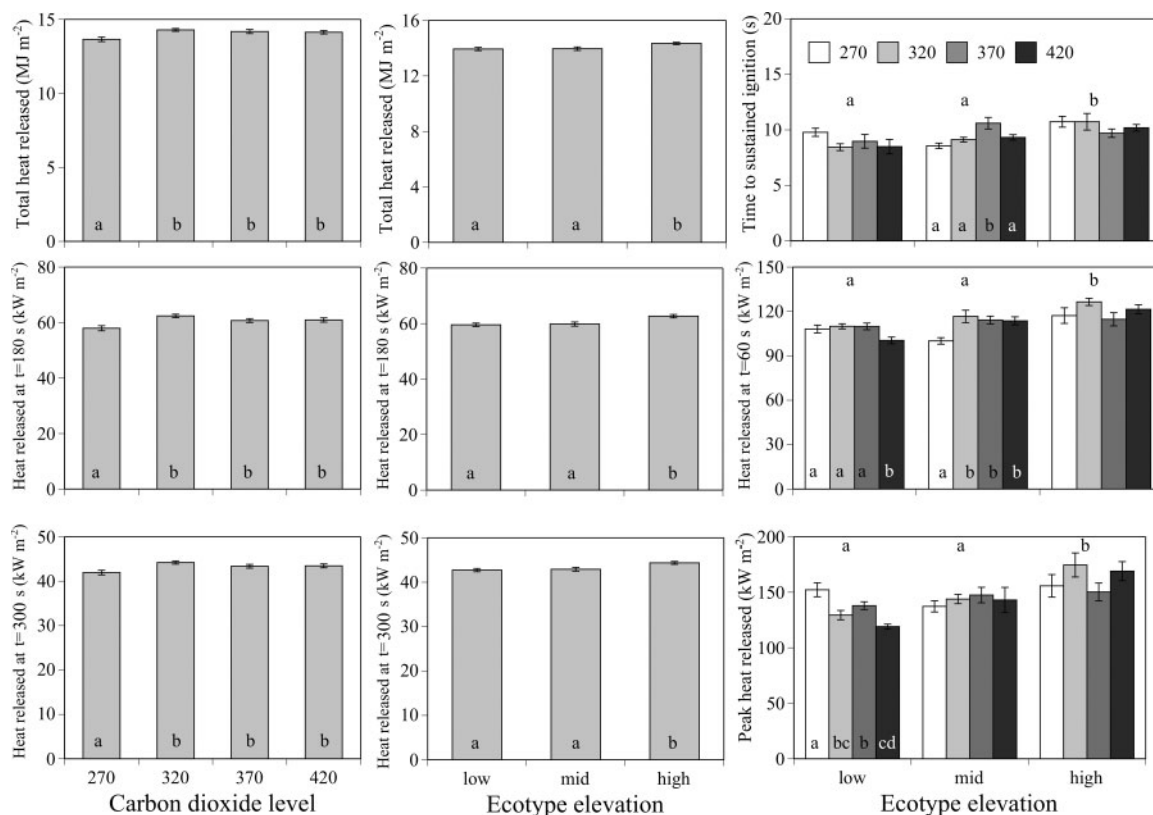 Total heat released (MJ m-2)
15
10
5
0
a b b b
Total heat released (MJ m-2)
16
12
8
4
0
a a b
Time to sustained ignition (s)
20
15
10
5
0
270 320 370 420
a a b
a a b a
Heat released at t=180 s (kW m-2)
80
60
40
20
0
a b b b
Heat released at t=180 s (kW m-2)
80
60
40
20
0
a a b
Heat released at t=60 s (kW m-2)
150
120
90
60
30
0
a a b
a a a b a b b b
Heat released at t=300 s (kW m-2)
50
40
30
20
10
0
a b b b
270 320 370 420
Carbon dioxide level
Heat released at t=300 s (kW m-2)
50
40
30
20
10
0
a a b
low mid high
Ecotype elevation
Peak heat released (kW m-2)
200
150
100
50
0
a a b
a bc b cd
low mid high
Ecotype elevation